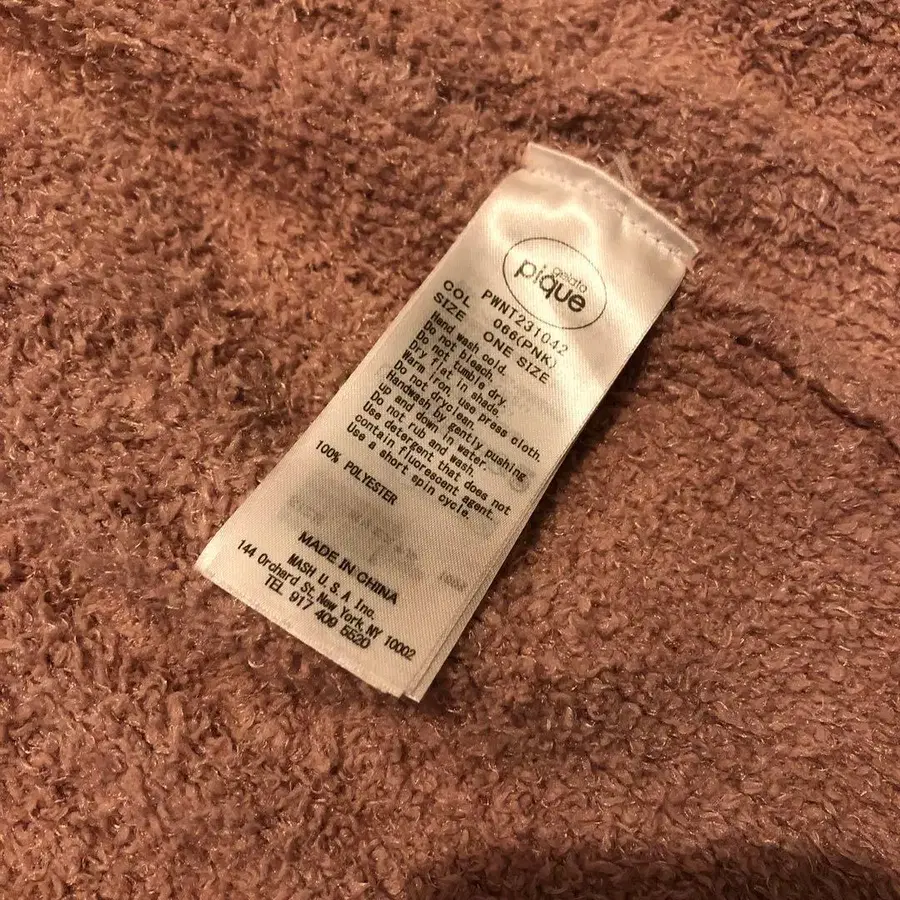 gelato
pique
PWNT231042
COL 066(PNK)
SIZE ONE SIZE
Hand wash cold.
Do not bleach.
Do not tumble dry.
Dry flat in shade.
Warm iron, use press cloth.
Do not dryclean.
Handwash by gently pushing
up and down in water.
Do not rub and wash.
Use detergent that does not
contain fluorescent agent.
Use a short spin cycle.
100% POLYESTER
MADE IN CHINA
MASH U.S.A Inc.
144 Orchard St, New York, NY 10002
TEL 917 409 5520